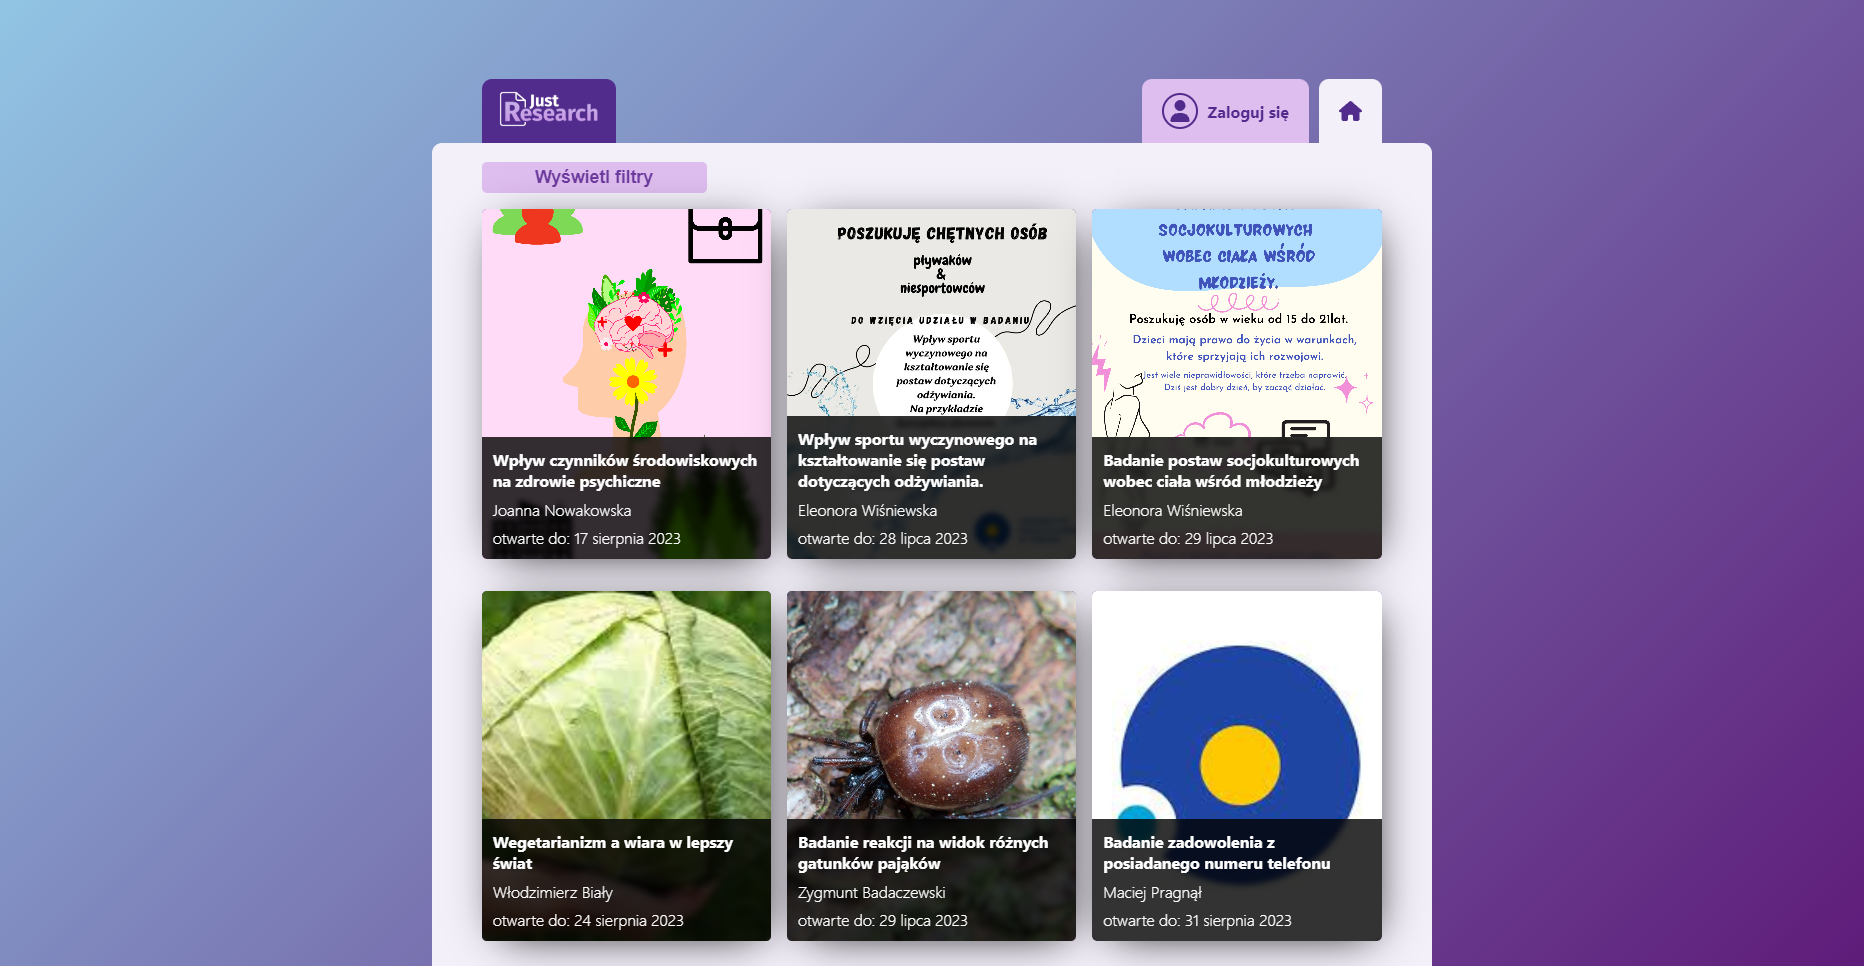 Just
Research
Zaloguj się
Wyświetl filtry
POSZUKUJĘ CHĘTNYCH OSÓB
pływaków
&
niesportowców
DO WZIĘCIA UDZIAŁU W BADANIU
Wpływ sportu
wyczynowego na
kształtowanie się
postaw dotyczących
odżywiania.
Na przykładzie
SOCJOKULTUROWYCH
WOBEC CIAŁA WŚRÓD
MŁODZIEŻY.
Poszukuję osób w wieku od 15 do 21lat.
Dzieci mają prawo do życia w warunkach,
które sprzyjają ich rozwojowi.
Jest wiele nieprawidłowości, które trzeba naprawić.
Dziś jest dobry dzień, by zacząć działać.
Wpływ czynników środowiskowych
na zdrowie psychiczne
Joanna Nowakowska
otwarte do: 17 sierpnia 2023
Wpływ sportu wyczynowego na
kształtowanie się postaw
dotyczących odżywiania.
Eleonora Wiśniewska
otwarte do: 28 lipca 2023
Badanie postaw socjokulturowych
wobec ciała wśród młodzieży
Eleonora Wiśniewska
otwarte do: 29 lipca 2023
Wegetarianizm a wiara w lepszy
świat
Włodzimierz Biały
otwarte do: 24 sierpnia 2023
Badanie reakcji na widok różnych
gatunków pająków
Zygmunt Badaczewski
otwarte do: 29 lipca 2023
Badanie zadowolenia z
posiadanego numeru telefonu
Maciej Pragnął
otwarte do: 31 sierpnia 2023